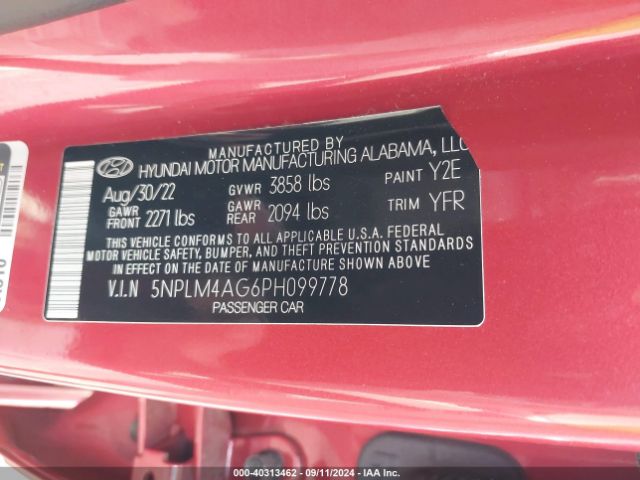 MANUFACTURED BY
HYUNDAI MOTOR MANUFACTURING ALABAMA, LLC
Aug/30/22 GVWR 3858 lbs PAINT Y2E
GAWR FRONT 2271 lbs GAWR REAR 2094 lbs TRIM YFR
THIS VEHICLE CONFORMS TO ALL APPLICABLE U.S.A. FEDERAL
MOTOR VEHICLE SAFETY, BUMPER, AND THEFT PREVENTION STANDARDS
IN EFFECT ON THE DATE OF MANUFACTURE SHOWN ABOVE
V.I.N 5NPLM4AG6PH099778
PASSENGER CAR
000-40313462 - 09/11/2024 - IAA Inc.